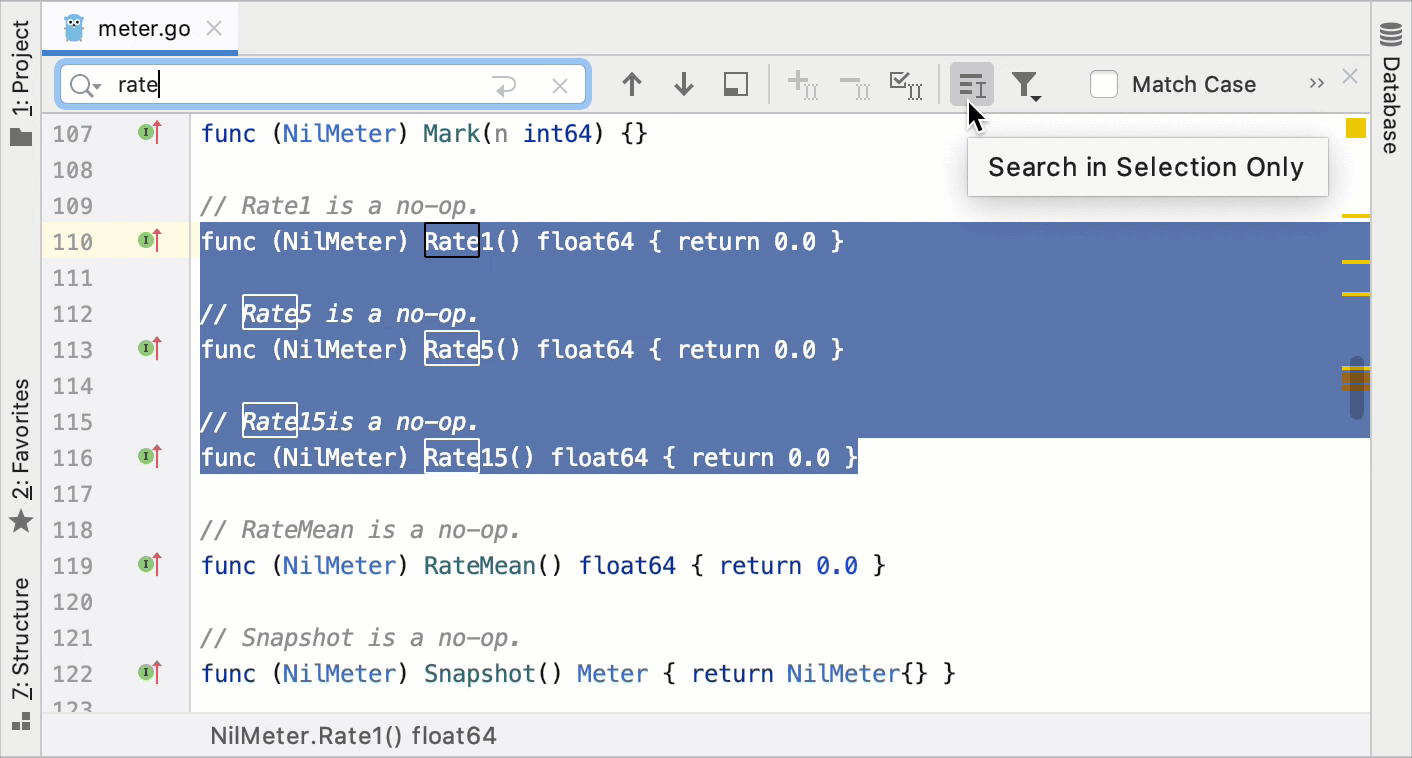 1: Project
meter.go
rate
Match Case
Database
Search in Selection Only
107 func (NilMeter) Mark(n int64) {}
108
109 // Rate1 is a no-op.
110 func (NilMeter) Rate1() float64 { return 0.0 }
111
112 // Rate5 is a no-op.
113 func (NilMeter) Rate5() float64 { return 0.0 }
114
115 // Rate15is a no-op.
116 func (NilMeter) Rate15() float64 { return 0.0 }
117
118 // RateMean is a no-op.
119 func (NilMeter) RateMean() float64 { return 0.0 }
120
121 // Snapshot is a no-op.
122 func (NilMeter) Snapshot() Meter { return NilMeter{} }
123
2: Favorites
7: Structure
NilMeter.Rate1() float64